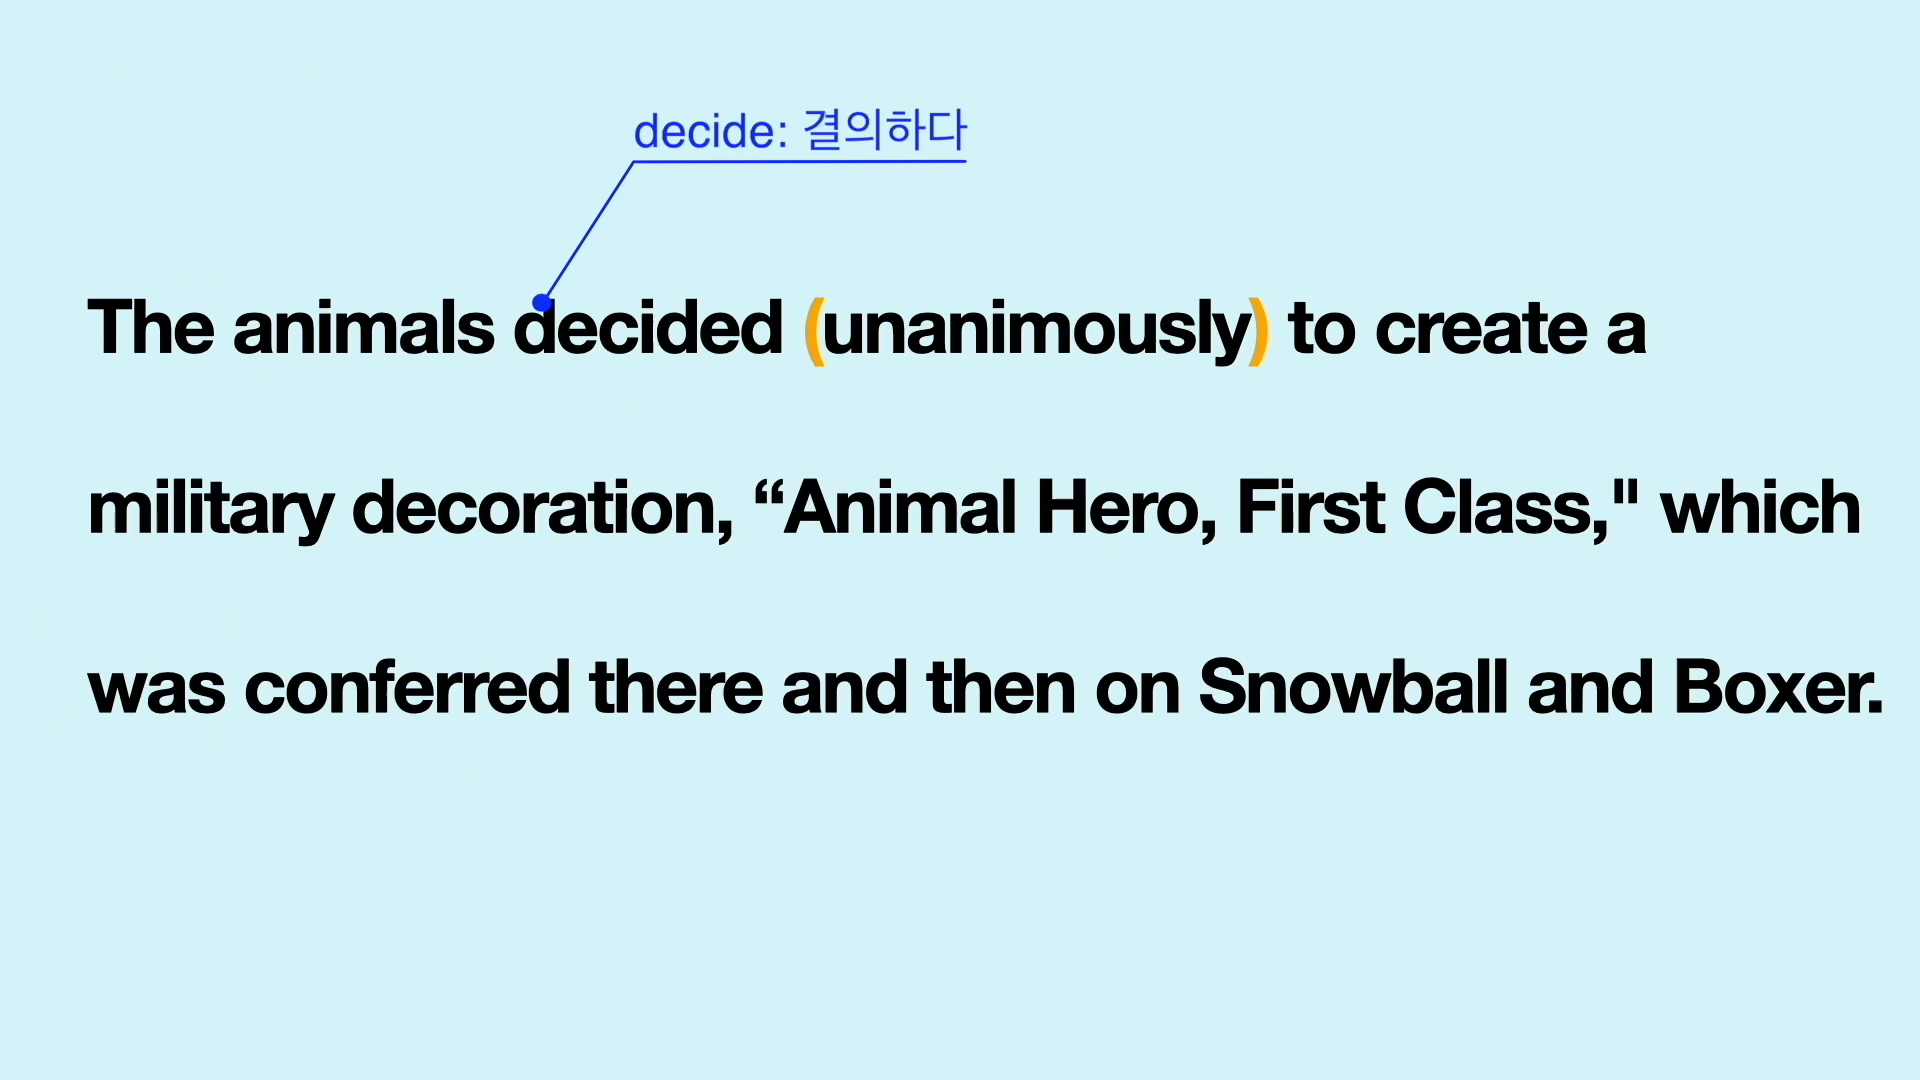 decide: 결의하다
The animals decided (unanimously) to create a
military decoration, “Animal Hero, First Class," which
was conferred there and then on Snowball and Boxer.